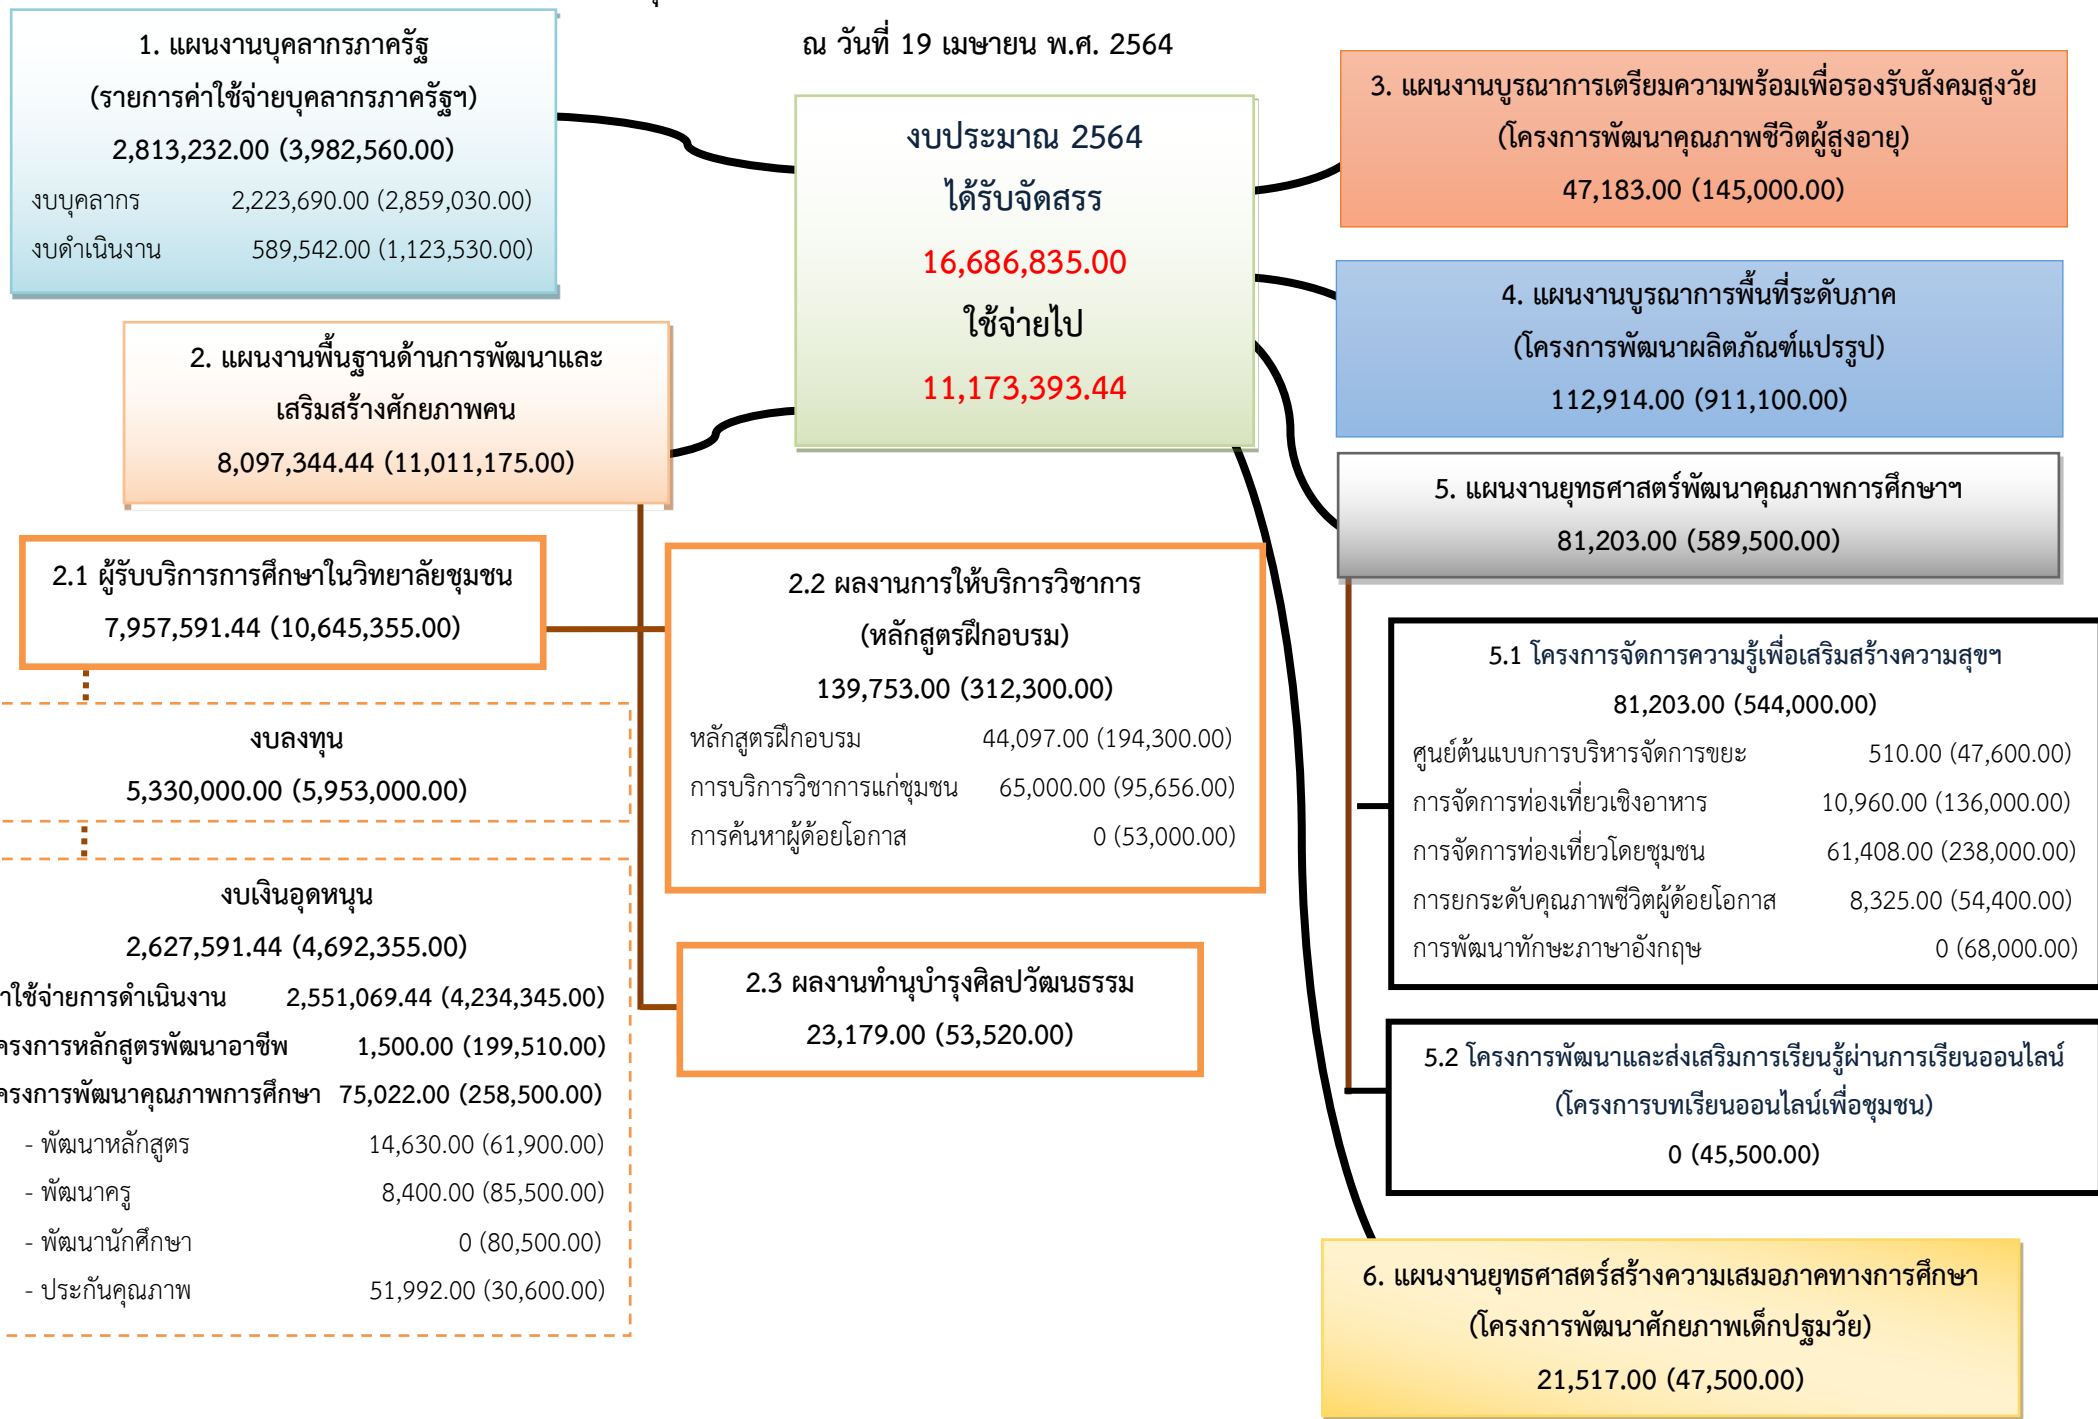 ณ วันที่ 19 เมษายน พ.ศ. 2564
1. แผนงานบุคลากรภาครัฐ
(รายการค่าใช้จ่ายบุคลากรภาครัฐฯ)
2,813,232.00 (3,982,560.00)
งบบุคลากร 2,223,690.00 (2,859,030.00)
งบดำเนินงาน 589,542.00 (1,123,530.00)
งบประมาณ 2564
ได้รับจัดสรร
16,686,835.00
ใช้จ่ายไป
11,173,393.44
2. แผนงานพื้นฐานด้านการพัฒนาและ
เสริมสร้างศักยภาพคน
8,097,344.44 (11,011,175.00)
2.1 ผู้รับบริการการศึกษาในวิทยาลัยชุมชน
7,957,591.44 (10,645,355.00)
งบลงทุน
5,330,000.00 (5,953,000.00)
งบเงินอุดหนุน
2,627,591.44 (4,692,355.00)
าใช้จ่ายการดำเนินงาน 2,551,069.44 (4,234,345.00)
ครงการหลักสูตรพัฒนาอาชีพ 1,500.00 (199,510.00)
ครงการพัฒนาคุณภาพการศึกษา 75,022.00 (258,500.00)
- พัฒนาหลักสูตร 14,630.00 (61,900.00)
- พัฒนาครู 8,400.00 (85,500.00)
- พัฒนานักศึกษา 0 (80,500.00)
- ประกันคุณภาพ 51,992.00 (30,600.00)
2.2 ผลงานการให้บริการวิชาการ
(หลักสูตรฝึกอบรม)
139,753.00 (312,300.00)
หลักสูตรฝึกอบรม 44,097.00 (194,300.00)
การบริการวิชาการแก่ชุมชน 65,000.00 (95,656.00)
การค้นหาผู้ด้อยโอกาส 0 (53,000.00)
2.3 ผลงานทำนุบำรุงศิลปวัฒนธรรม
23,179.00 (53,520.00)
3. แผนงานบูรณาการเตรียมความพร้อมเพื่อรองรับสังคมสูงวัย
(โครงการพัฒนาคุณภาพชีวิตผู้สูงอายุ)
47,183.00 (145,000.00)
4. แผนงานบูรณาการพื้นที่ระดับภาค
(โครงการพัฒนาผลิตภัณฑ์แปรรูป)
112,914.00 (911,100.00)
5. แผนงานยุทธศาสตร์พัฒนาคุณภาพการศึกษาฯ
81,203.00 (589,500.00)
5.1 โครงการจัดการความรู้เพื่อเสริมสร้างความสุขฯ
81,203.00 (544,000.00)
ศูนย์ต้นแบบการบริหารจัดการขยะ 510.00 (47,600.00)
การจัดการท่องเที่ยวเชิงอาหาร 10,960.00 (136,000.00)
การจัดการท่องเที่ยวโดยชุมชน 61,408.00 (238,000.00)
การยกระดับคุณภาพชีวิตผู้ด้อยโอกาส 8,325.00 (54,400.00)
การพัฒนาทักษะภาษาอังกฤษ 0 (68,000.00)
5.2 โครงการพัฒนาและส่งเสริมการเรียนรู้ผ่านการเรียนออนไลน์
(โครงการบทเรียนออนไลน์เพื่อชุมชน)
0 (45,500.00)
6. แผนงานยุทธศาสตร์สร้างความเสมอภาคทางการศึกษา
(โครงการพัฒนาศักยภาพเด็กปฐมวัย)
21,517.00 (47,500.00)